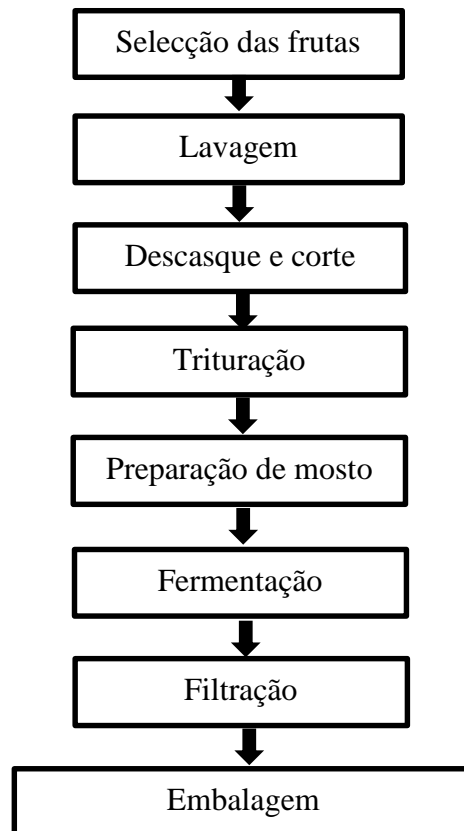 Selecção das frutas
Lavagem
Descasque e corte
Trituração
Preparação de mosto
Fermentação
Filtração
Embalagem